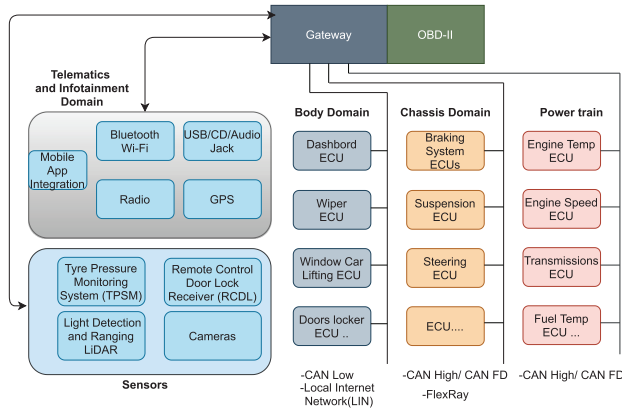 Gateway
OBD-II
Telematics
and Infotainment
Domain
Bluetooth
Wi-Fi
USB/CD/Audio
Jack
Mobile
App
Integration
Radio
GPS
Tyre Pressure
Monitoring
System (TPSM)
Remote Control
Door Lock
Receiver (RCDL)
Light Detection
and Ranging
LiDAR
Cameras
Sensors
Body Domain
Dashbord
ECU
Wiper
ECU
Window Car
Lifting ECU
Doors locker
ECU ..
-CAN Low
-Local Internet
Network(LIN)
Chassis Domain
Braking
System
ECUs
Suspension
ECU
Steering
ECU
ECU....
-CAN High/ CAN FD
-FlexRay
Power train
Engine Temp
ECU
Engine Speed
ECU
Transmissions
ECU
Fuel Temp
ECU ...
-CAN High/ CAN FD